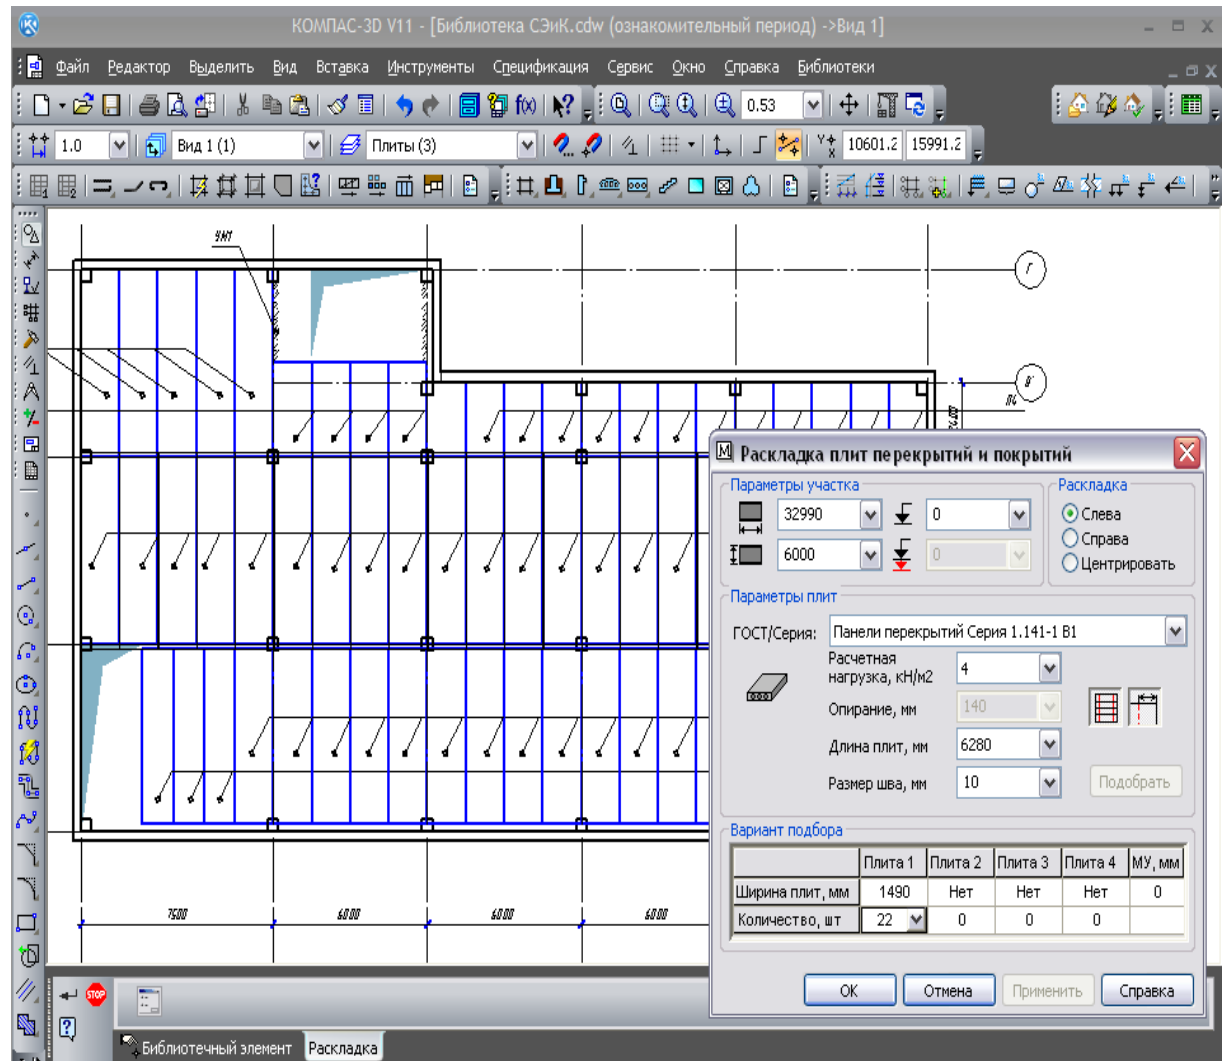 КОМПАС-3D V11 - [Библиотека СЭиК.cdw (ознакомительный период) ->Вид 1]
Файл Редактор Выделить Вид Вставка Инструменты Спецификация Сервис Окно Справка Библиотеки
f(x) 0.53
1.0 Вид 1 (1) Плиты (3) 10601.2 15991.2
УМ1
Г
П4
Раскладка плит перекрытий и покрытий
Параметры участка
32990 0
6000 0
Раскладка
Слева
Справа
Центрировать
Параметры плит
ГОСТ/Серия: Панели перекрытий Серия 1.141-1 В1
Расчетная
нагрузка, кН/м2 4
Опирание, мм 140
Длина плит, мм 6280
Размер шва, мм 10 Подобрать
Вариант подбора
Плита 1 Плита 2 Плита 3 Плита 4 МУ, мм
Ширина плит, мм 1490 Нет Нет Нет 0
Количество, шт 22 0 0 0
7500 6000 6000 6000
OK Отмена Применить Справка
STOP
Библиотечный элемент Раскладка